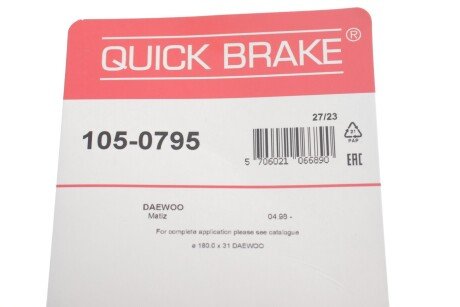 QUICK BRAKE®
27/23
105-0795
21
PAP
5 706021 066890
EAC
DAEWOO
Matiz 04.98 -
For complete application please see catalogue
ø 180.0 x 31 DAEWOO